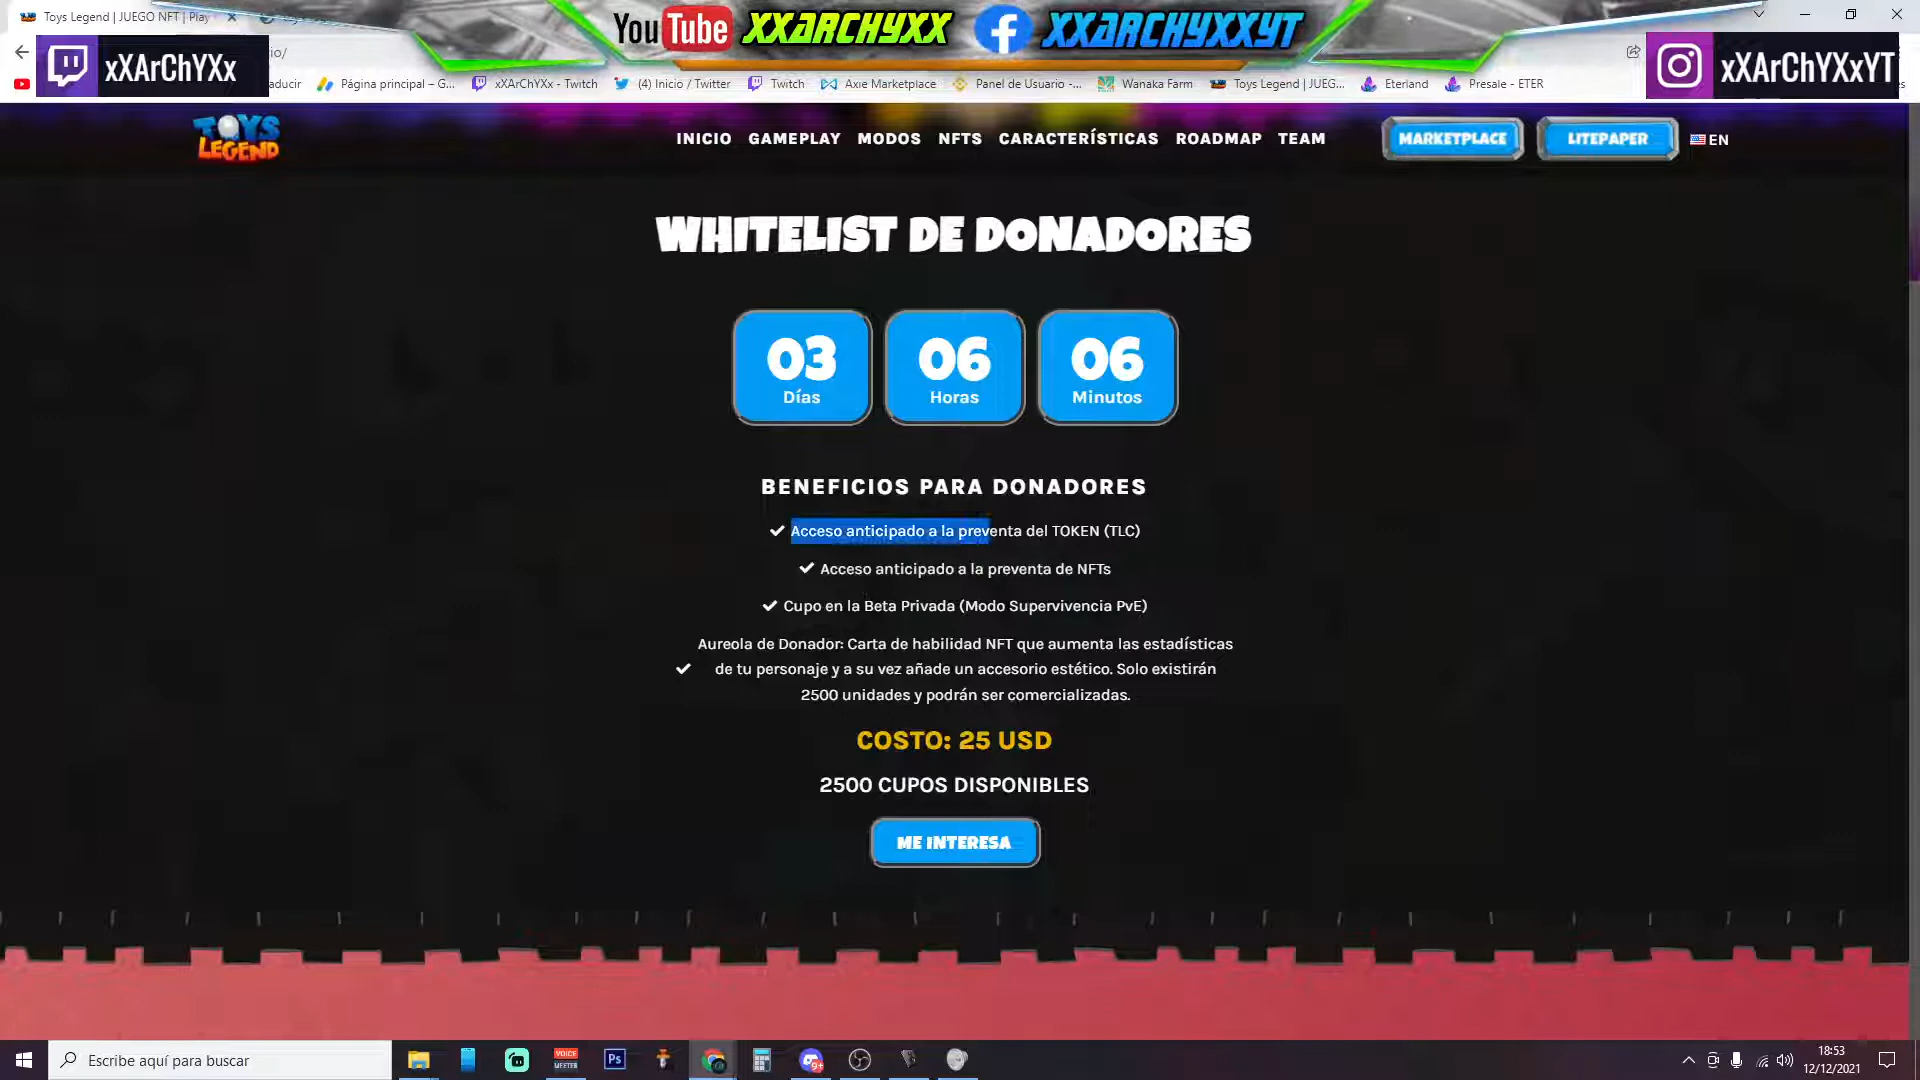 Toys Legend | JUEGO NFT | Play
YouTube xXARCHYXX
xXARCHYXXYT
xXArChYXx
io/
xXArChYXxYT
aducir
Página principal – G...
xXArChYXx - Twitch
(4) Inicio / Twitter
Twitch
Axie Marketplace
Panel de Usuario -...
Wanaka Farm
Toys Legend | JUEG...
Eterland
Presale - ETER
TOYS LEGEND
INICIO
GAMEPLAY
MODOS
NFTS
CARACTERÍSTICAS
ROADMAP
TEAM
MARKETPLACE
LITEPAPER
EN
WHITELIST DE DONADORES
03 06 06
Días Horas Minutos
BENEFICIOS PARA DONADORES
Acceso anticipado a la preventa del TOKEN (TLC)
Acceso anticipado a la preventa de NFTs
Cupo en la Beta Privada (Modo Supervivencia PvE)
Aureola de Donador: Carta de habilidad NFT que aumenta las estadísticas
de tu personaje y a su vez añade un accesorio estético. Solo existirán
2500 unidades y podrán ser comercializadas.
COSTO: 25 USD
2500 CUPOS DISPONIBLES
ME INTERESA
Escribe aquí para buscar
VOICE
MEETER
Ps
9+
18:53
12/12/2021